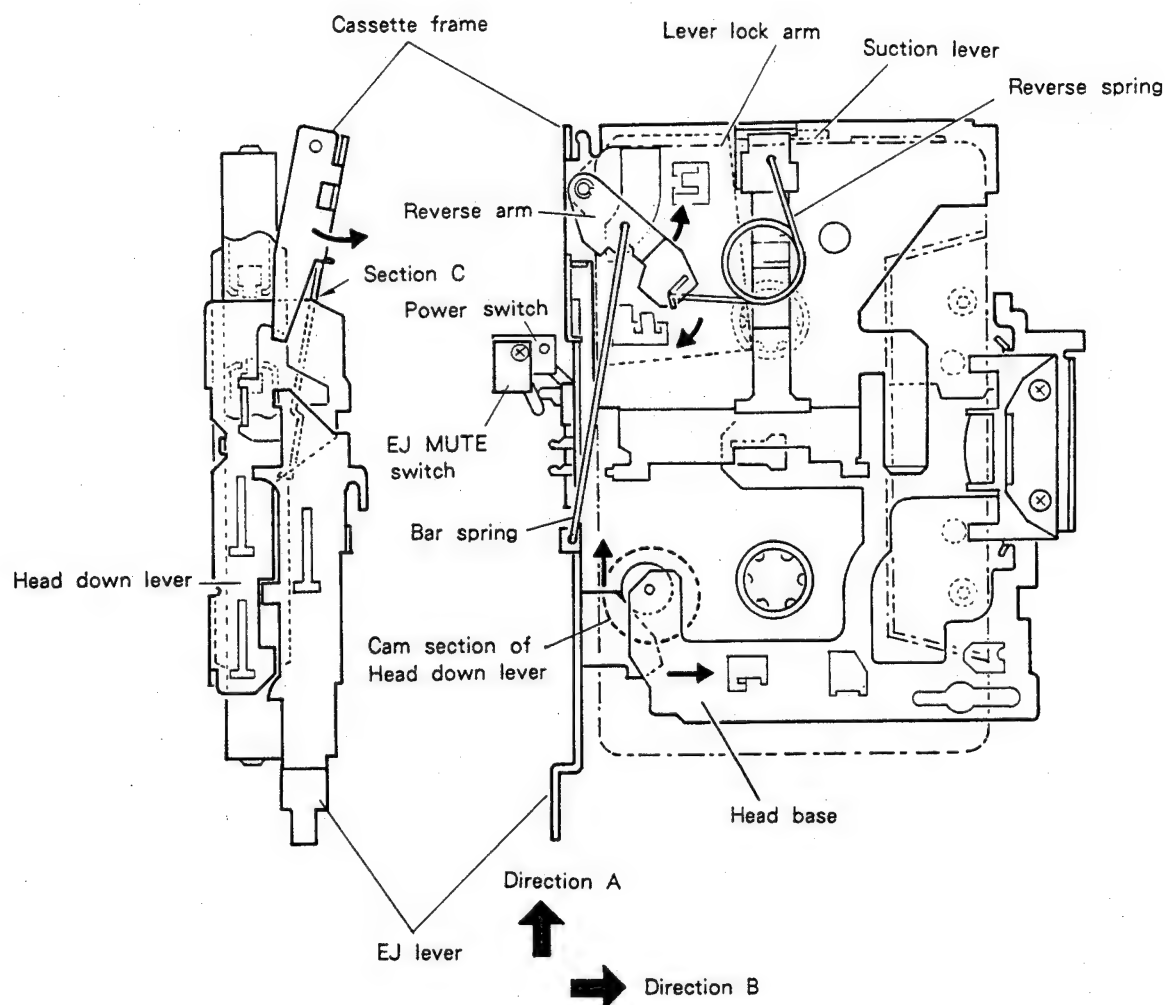 Cassette frame
Lever lock arm
Suction lever
Reverse spring
Reverse arm
Section C
Power switch
EJ MUTE
switch
Bar spring
Head down lever
Cam section of
Head down lever
Head base
Direction A
EJ lever
Direction B